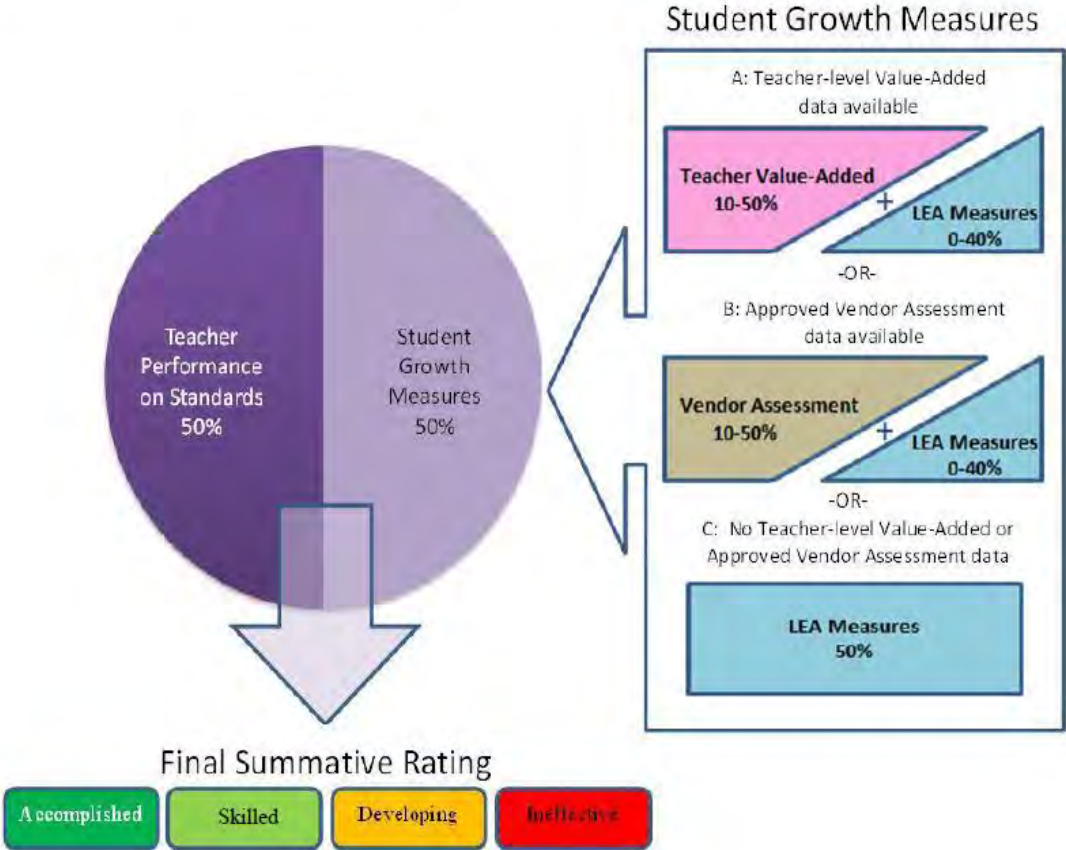 Student Growth Measures
A: Teacher-level Value-Added
data available
Teacher Value-Added
10-50%
+
LEA Measures
0-40%
-OR-
B: Approved Vendor Assessment
data available
Vendor Assessment
10-50%
+
LEA Measures
0-40%
-OR-
C: No Teacher-level Value-Added or
Approved Vendor Assessment data
LEA Measures
50%
Teacher
Performance
on Standards
50%
Student
Growth
Measures
50%
Final Summative Rating
Accomplished
Skilled
Developing
Ineffective